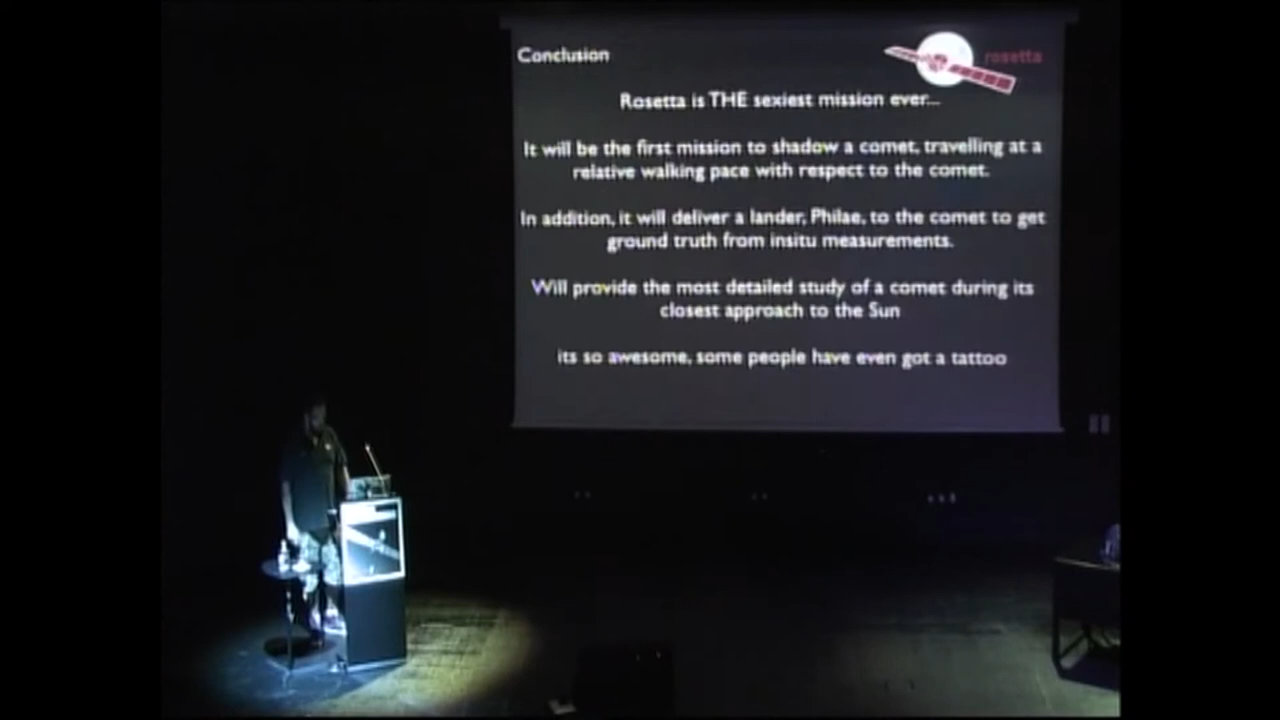 Conclusion
rosetta
Rosetta is THE sexiest mission ever...
It will be the first mission to shadow a comet, travelling at a
relative walking pace with respect to the comet.
In addition, it will deliver a lander, Philae, to the comet to get
ground truth from insitu measurements.
Will provide the most detailed study of a comet during its
closest approach to the Sun
its so awesome, some people have even got a tattoo